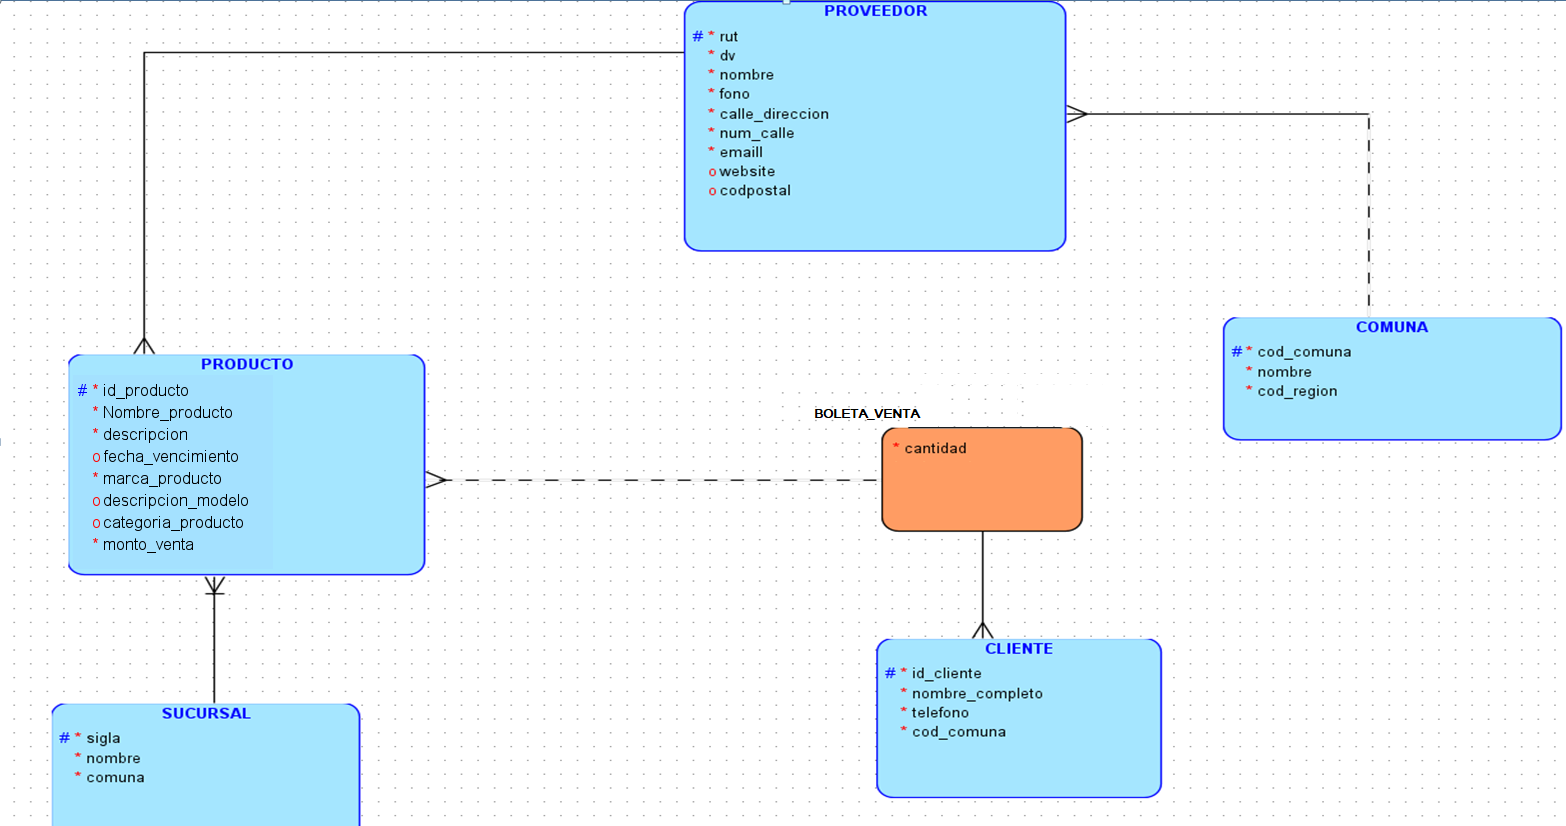 PROVEEDOR
# * rut
* dv
* nombre
* fono
* calle_direccion
* num_calle
* emaill
o website
o codpostal
COMUNA
# * cod_comuna
* nombre
* cod_region
PRODUCTO
# * id_producto
* Nombre_producto
* descripcion
o fecha_vencimiento
* marca_producto
o descripcion_modelo
o categoria_producto
* monto_venta
BOLETA_VENTA
* cantidad
CLIENTE
# * id_cliente
* nombre_completo
* telefono
* cod_comuna
SUCURSAL
# * sigla
* nombre
* comuna